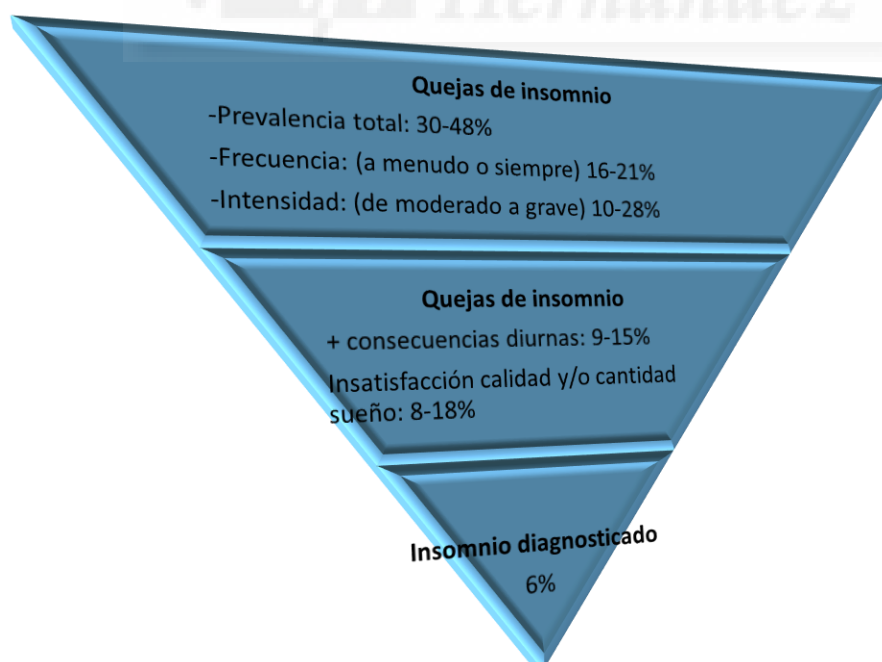 Hernández
Quejas de insomnio
-Prevalencia total: 30-48%
-Frecuencia: (a menudo o siempre) 16-21%
-Intensidad: (de moderado a grave) 10-28%
Quejas de insomnio
+ consecuencias diurnas: 9-15%
Insatisfacción calidad y/o cantidad
sueño: 8-18%
Insomnio diagnosticado
6%